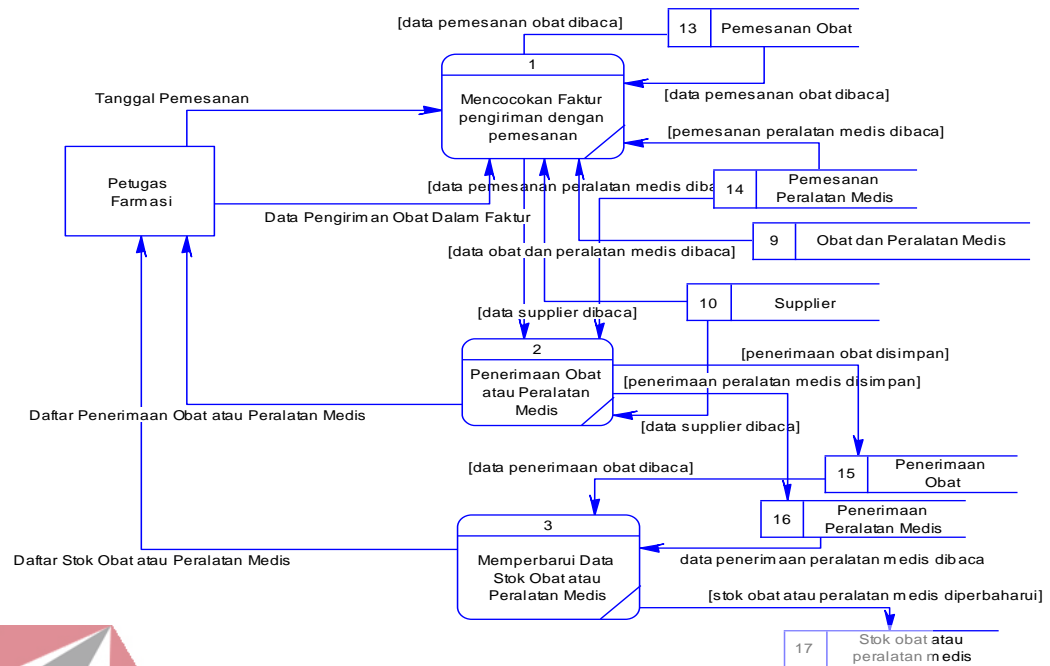 [data pemesanan obat dibaca]
13
Pemesanan Obat
1
Mencocokan Faktur
pengiriman dengan
pemesanan
[data pemesanan obat dibaca]
Tanggal Pemesanan
[pemesanan peralatan medis dibaca]
Petugas
Farmasi
[data pemesanan peralatan medis diba
14
Pemesanan
Peralatan Medis
Data Pengiriman Obat Dalam Faktur
[data obat dan peralatan medis dibaca]
9
Obat dan Peralatan Medis
10
Supplier
[data supplier dibaca]
2
Penerimaan Obat
atau Peralatan
Medis
[penerimaan obat disimpan]
[penerimaan peralatan medis disimpan]
Daftar Penerimaan Obat atau Peralatan Medis
[data supplier dibaca]
[data penerimaan obat dibaca]
15
Penerimaan
Obat
16
Penerimaan
Peralatan Medis
3
Memperbarui Data
Stok Obat atau
Peralatan Medis
Daftar Stok Obat atau Peralatan Medis
data penerimaan peralatan medis dibaca
[stok obat atau peralatan medis diperbaharui]
17
Stok obat atau
peralatan medis